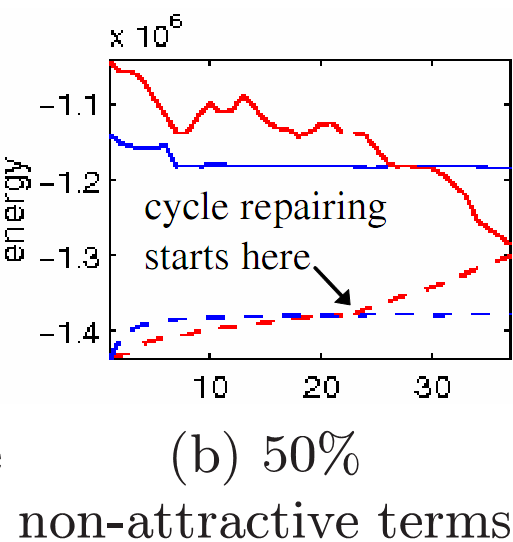 x 10^6
-1.1
-1.2
-1.3
-1.4
energy
cycle repairing
starts here
10 20 30
(b) 50%
non-attractive terms